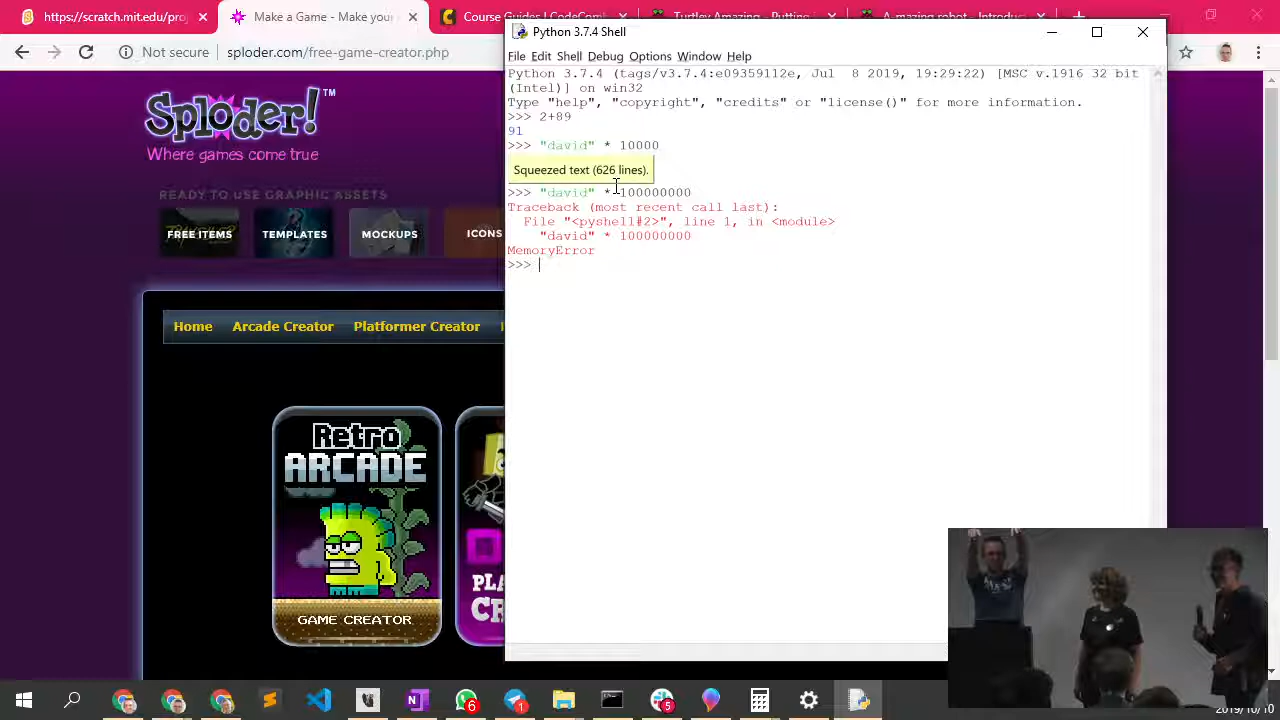 https://scratch.mit.edu/pro
Make a Game - Make your
Course Guides | CodeCom
Turtley Amazing - Putting
A-mazing robot - Introduc
Not secure | sploder.com/free-game-creator.php
Sploder!™
Where games come true
READY TO USE GRAPHIC ASSETS
FREE ITEMS
TEMPLATES
MOCKUPS
ICONS
Home
Arcade Creator
Platformer Creator
Retro
ARCADE
GAME CREATOR
PLA
CR
Python 3.7.4 Shell
File Edit Shell Debug Options Window Help
Python 3.7.4 (tags/v3.7.4:e09359112e, Jul  8 2019, 19:29:22) [MSC v.1916 32 bit
(Intel)] on win32
Type "help", "copyright", "credits" or "license()" for more information.
>>> 2+89
91
>>> "david" * 10000
Squeezed text (626 lines).
>>> "david" * 100000000
Traceback (most recent call last):
  File "<pyshell#2>", line 1, in <module>
    "david" * 100000000
MemoryError
>>>
6
1
5
2019/10/10